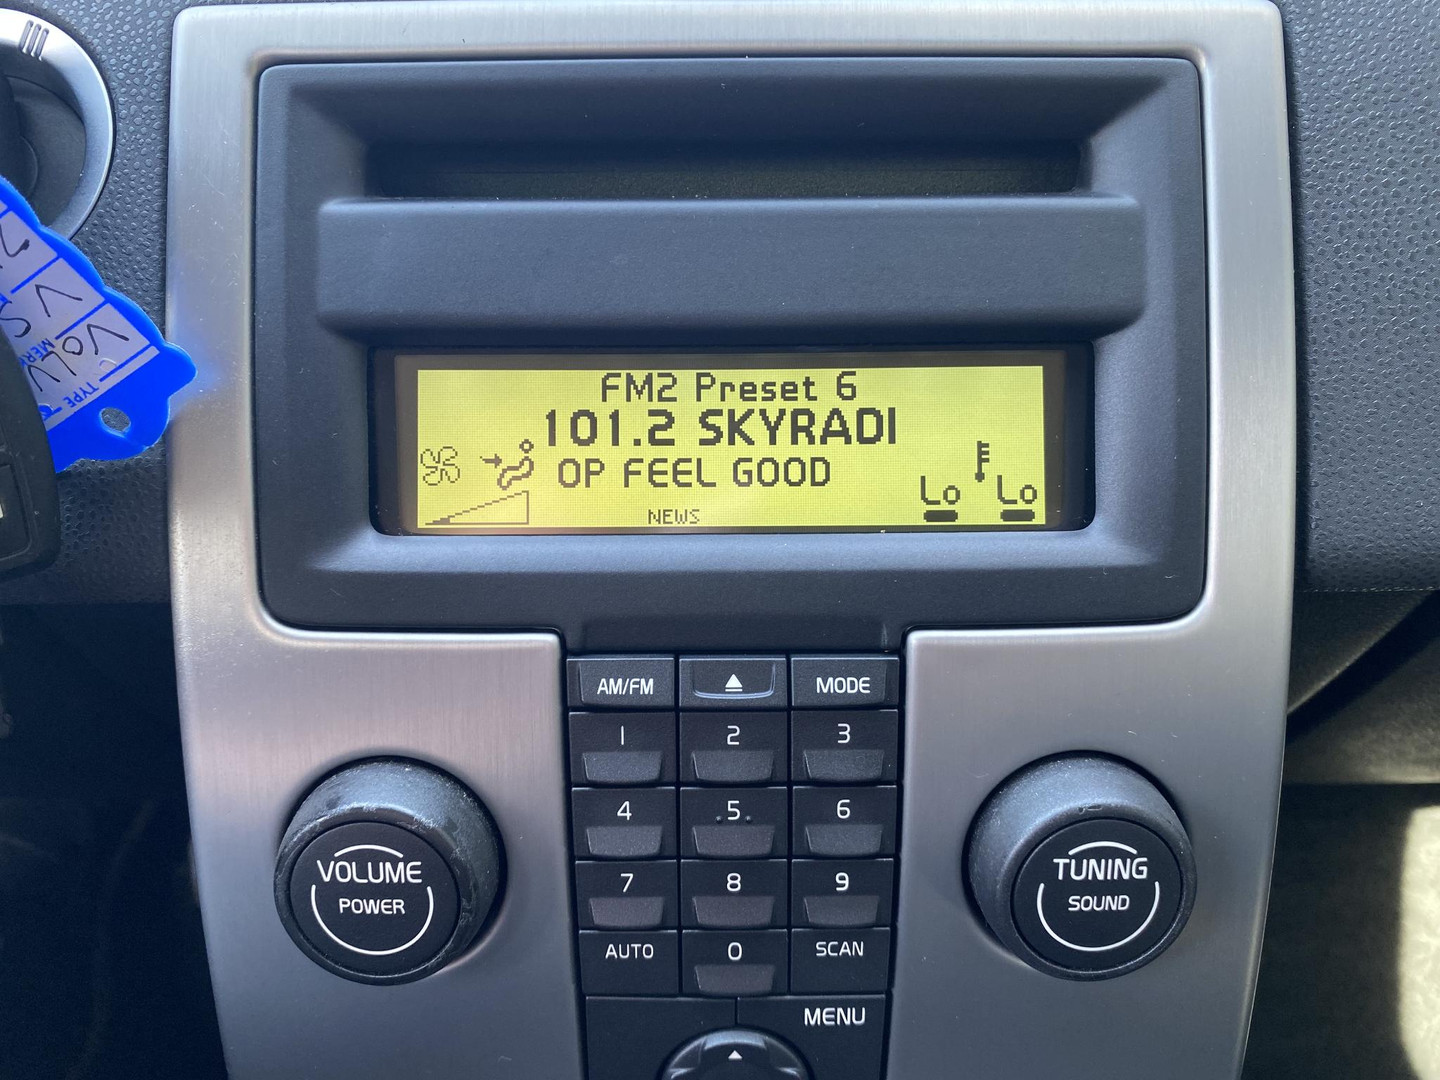 FM2 Preset 6
101.2 SKYRADI
OP FEEL GOOD
Lo Lo
NEWS
AM/FM MODE
1 2 3
4 .5. 6
7 8 9
AUTO 0 SCAN
MENU
VOLUME
POWER
TUNING
SOUND
TYPE